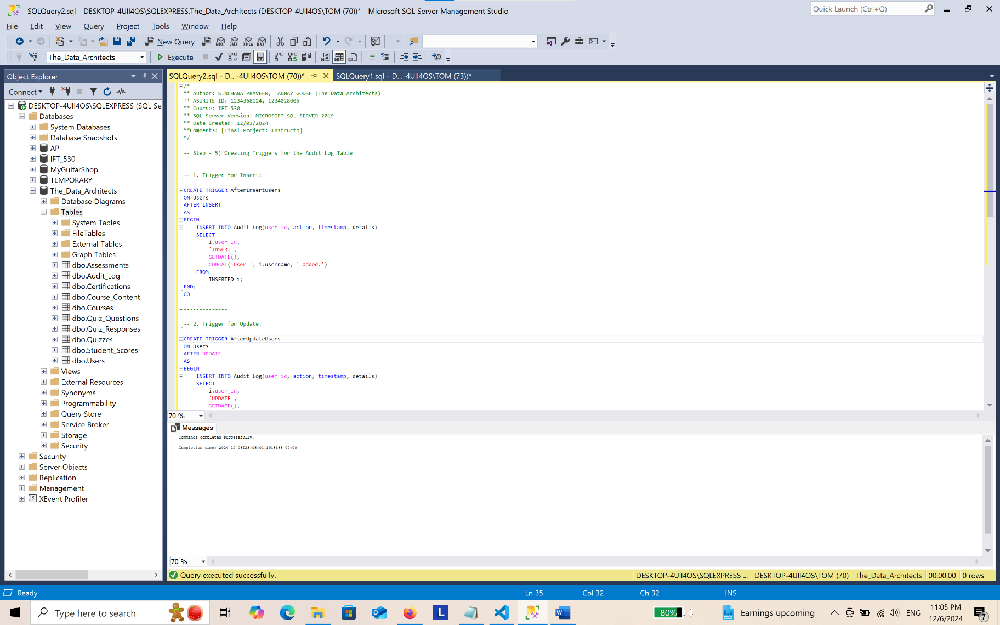 SQLQuery2.sql - DESKTOP-4UII4OS\SQLEXPRESS.The_Data_Architects (DESKTOP-4UII4OS\TOM (70))* - Microsoft SQL Server Management Studio
Quick Launch (Ctrl+Q)
File Edit View Query Project Tools Window Help
New Query MDX DMX XMLA DAX
The_Data_Architects Execute
Object Explorer
Connect
DESKTOP-4UII4OS\SQLEXPRESS (SQL Se
Databases
System Databases
Database Snapshots
AP
IFT_530
MyGuitarShop
TEMPORARY
The_Data_Architects
Database Diagrams
Tables
System Tables
FileTables
External Tables
Graph Tables
dbo.Assessments
dbo.Audit_Log
dbo.Certifications
dbo.Course_Content
dbo.Courses
dbo.Quiz_Questions
dbo.Quiz_Responses
dbo.Quizzes
dbo.Student_Scores
dbo.Users
Views
External Resources
Synonyms
Programmability
Query Store
Service Broker
Storage
Security
Security
Server Objects
Replication
Management
XEvent Profiler
SQLQuery2.sql - D...-4UII4OS\TOM (70))* SQLQuery1.sql - D...-4UII4OS\TOM (73))*
/*
** Author: SINCHANA PRAVEEN, TANMAY GODSE (The Data Architects)
** ASURITE ID: 1234368124, 1234028005
** Course: IFT 530
** SQL Server Version: MICROSOFT SQL SERVER 2019
** Date Created: 12/03/2024
**Comments: [Final Project: Instructo]
*/
-- Step - 5) Creating Triggers for the Audit_Log Table
----------------------------
-- 1. Trigger for Insert:
CREATE TRIGGER AfterInsertUsers
ON Users
AFTER INSERT
AS
BEGIN
INSERT INTO Audit_Log(user_id, action, timestamp, details)
SELECT
i.user_id,
'INSERT',
GETDATE(),
CONCAT('User ', i.username, ' added.')
FROM
INSERTED i;
END;
GO
--------------
-- 2. Trigger for Update:
CREATE TRIGGER AfterUpdateUsers
ON Users
AFTER UPDATE
AS
BEGIN
INSERT INTO Audit_Log(user_id, action, timestamp, details)
SELECT
i.user_id,
'UPDATE',
GETDATE(),
70 %
Messages
Commands completed successfully.
Completion time: 2024-12-06T23:05:01.1918363-07:00
70 %
Query executed successfully. DESKTOP-4UII4OS\SQLEXPRESS ... DESKTOP-4UII4OS\TOM (70) The_Data_Architects 00:00:00 0 rows
Ready Ln 35 Col 32 Ch 32 INS
Type here to search L W 80% Earnings upcoming ENG 11:05 PM
12/6/2024 7